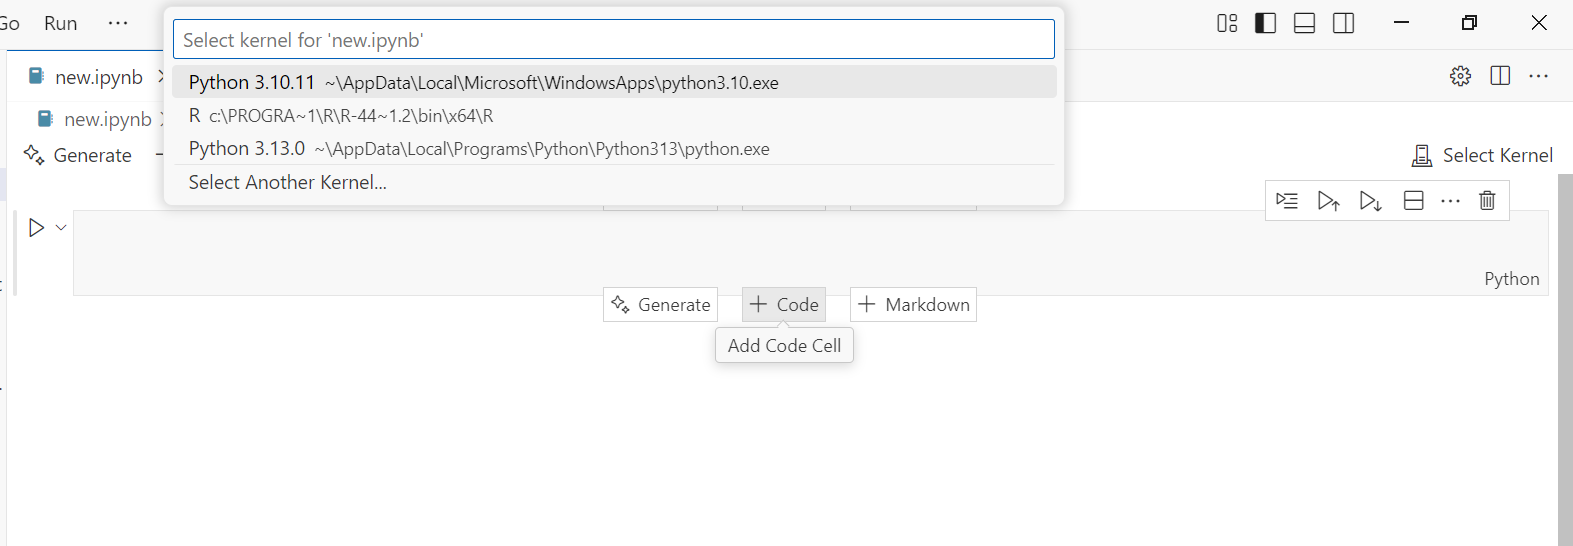 Go Run ...
Select kernel for 'new.ipynb'
new.ipynb
Python 3.10.11 ~\AppData\Local\Microsoft\WindowsApps\python3.10.exe
new.ipynb
R c:\PROGRA~1\R\R-44~1.2\bin\x64\R
Python 3.13.0 ~\AppData\Local\Programs\Python\Python313\python.exe
Generate
Select Kernel
Select Another Kernel...
Python
Generate
Code
Markdown
Add Code Cell